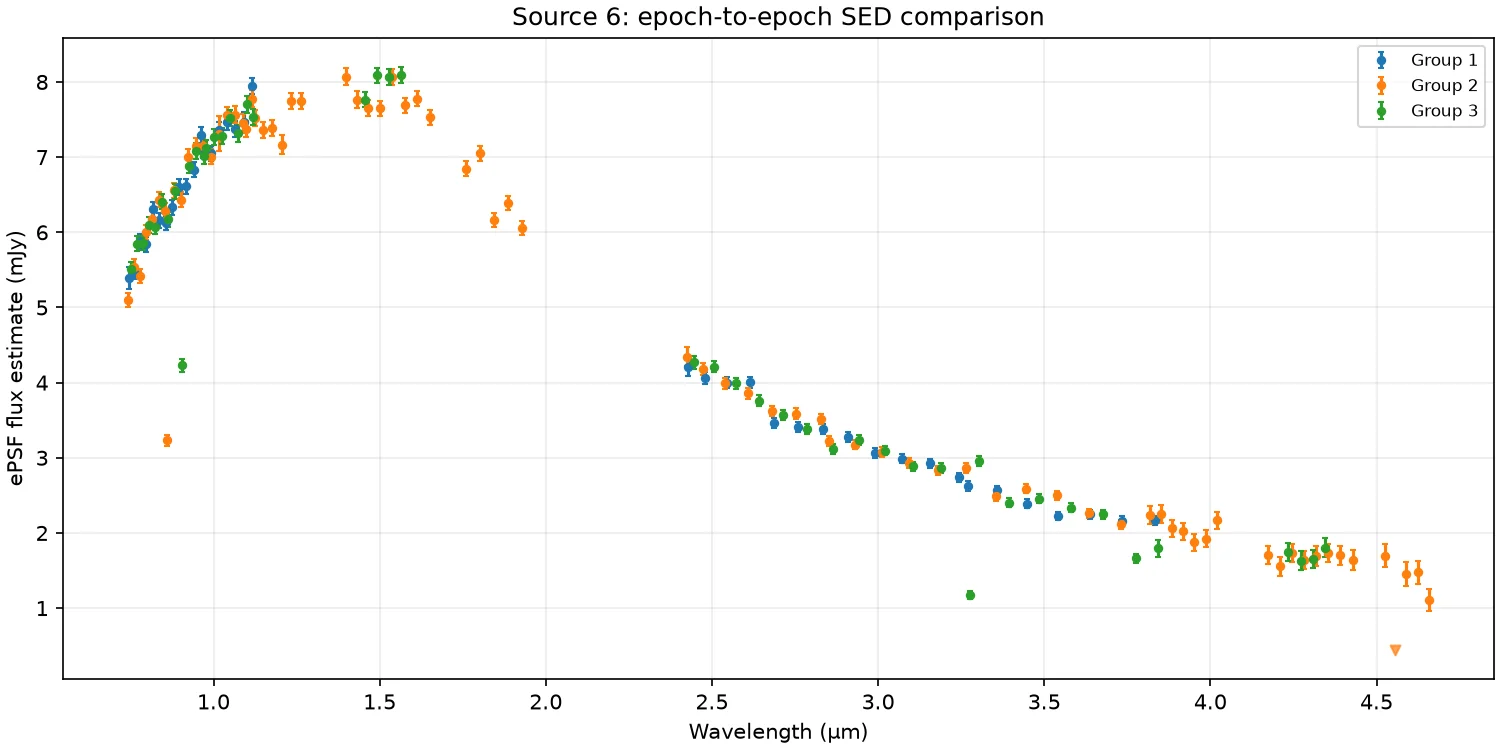 Source 6: epoch-to-epoch SED comparison
Group 1
Group 2
Group 3
ePSF flux estimate (mJy)
8
7
6
5
4
3
2
1
1.0 1.5 2.0 2.5 3.0 3.5 4.0 4.5
Wavelength (μm)